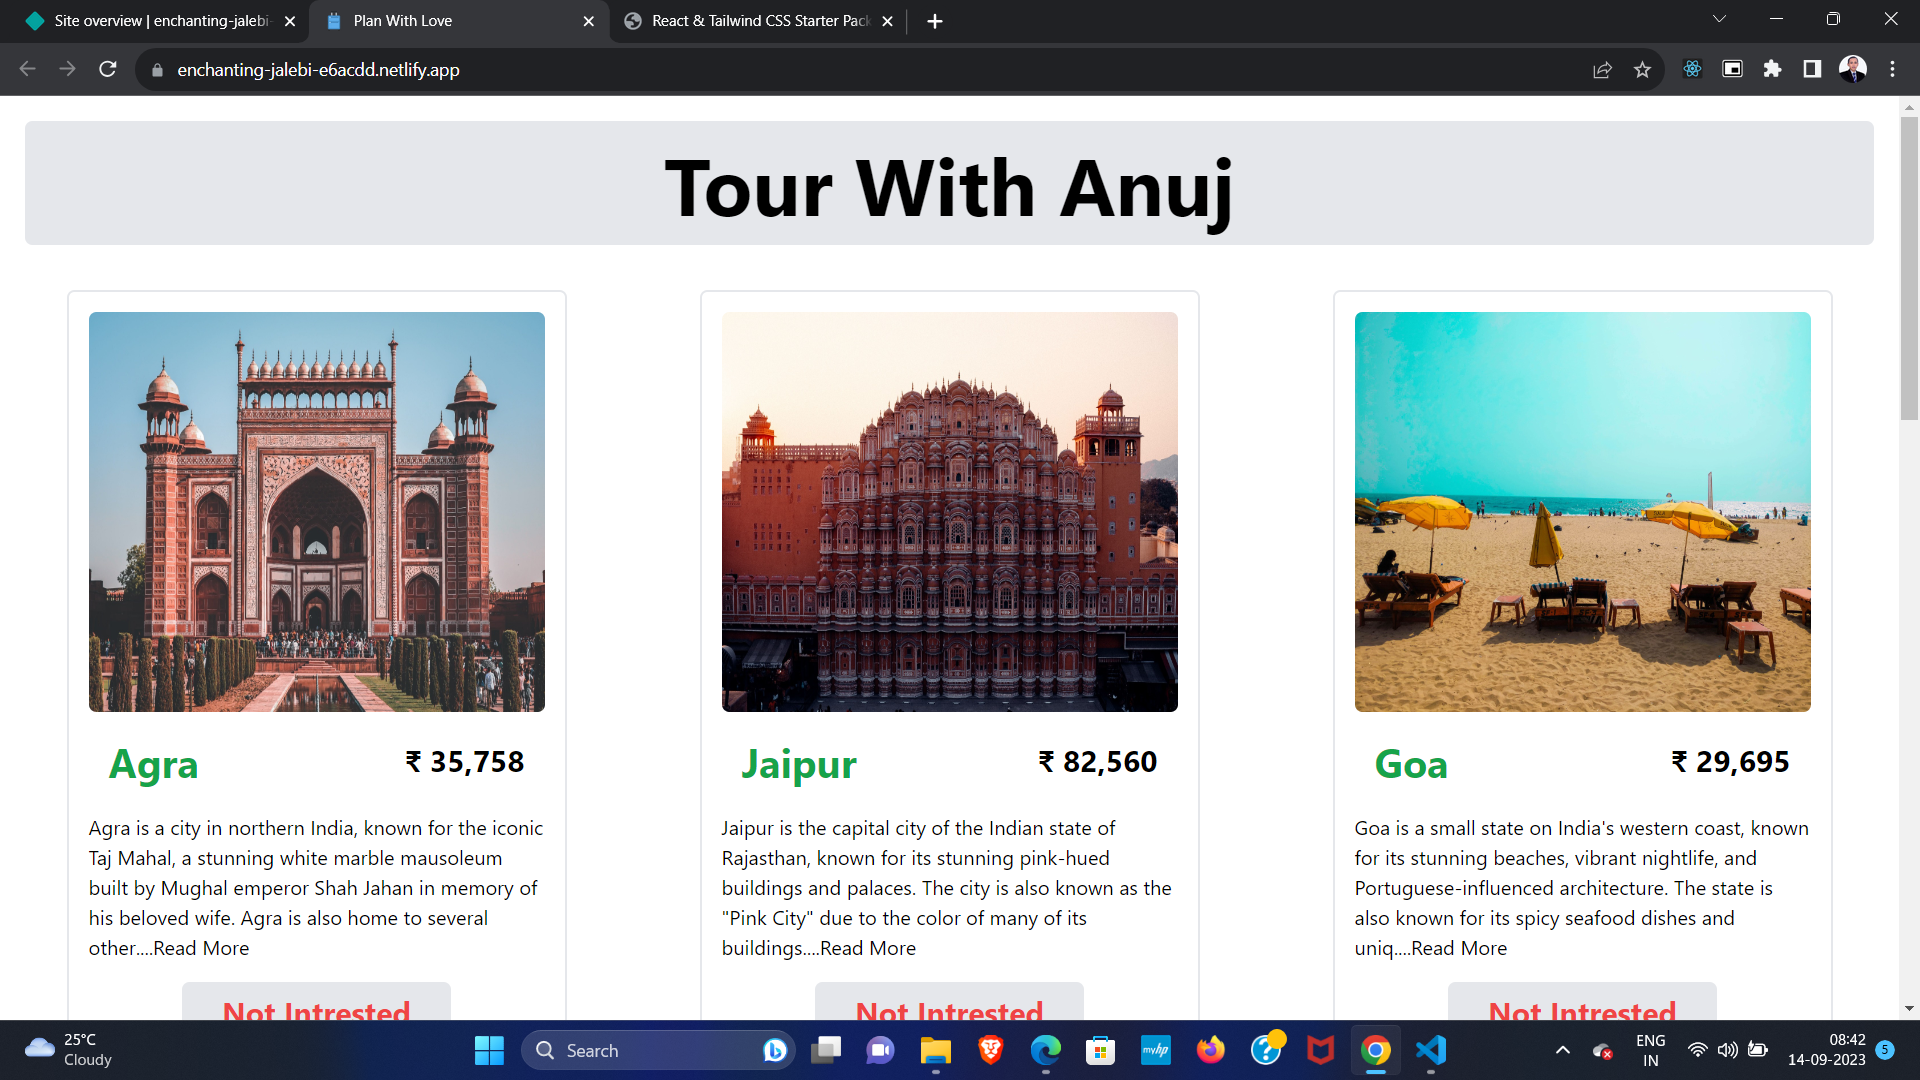 Site overview | enchanting-jalebi-
Plan With Love
React & Tailwind CSS Starter Pack
enchanting-jalebi-e6acdd.netlify.app
Tour With Anuj
Agra
₹ 35,758
Agra is a city in northern India, known for the iconic
Taj Mahal, a stunning white marble mausoleum
built by Mughal emperor Shah Jahan in memory of
his beloved wife. Agra is also home to several
other....Read More
Not Intrested
Jaipur
₹ 82,560
Jaipur is the capital city of the Indian state of
Rajasthan, known for its stunning pink-hued
buildings and palaces. The city is also known as the
"Pink City" due to the color of many of its
buildings....Read More
Not Intrested
Goa
₹ 29,695
Goa is a small state on India's western coast, known
for its stunning beaches, vibrant nightlife, and
Portuguese-influenced architecture. The state is
also known for its spicy seafood dishes and
uniq....Read More
Not Intrested
25°C
Cloudy
Search
myhp
ENG
IN
08:42
14-09-2023
5